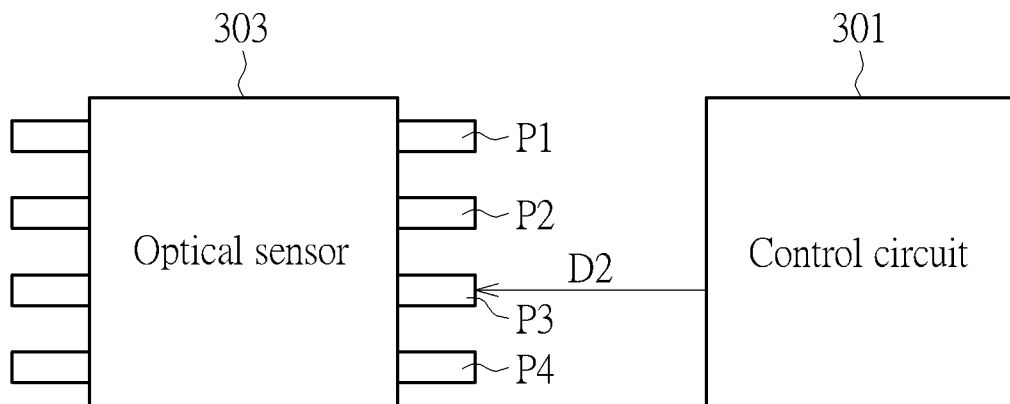 303
301
P1
P2
Optical sensor
Control circuit
D2
P3
P4